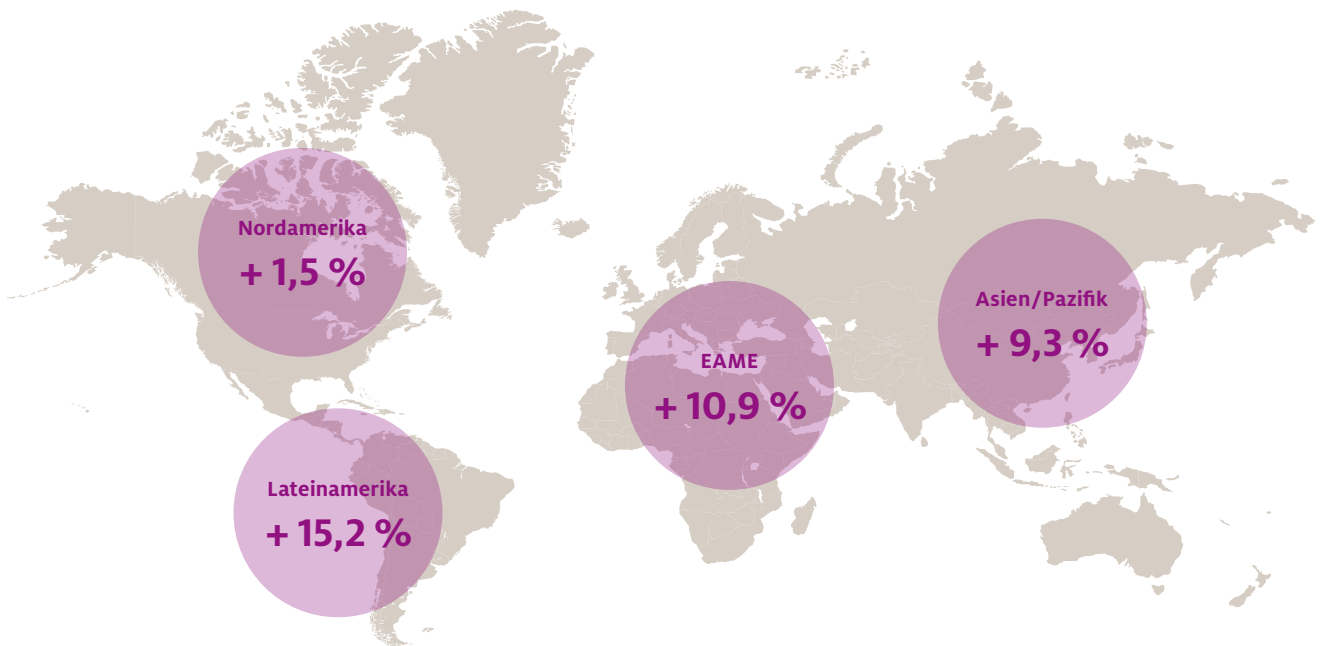 Nordamerika
+ 1,5 %
Asien/Pazifik
+ 9,3 %
EAME
+ 10,9 %
Lateinamerika
+ 15,2 %